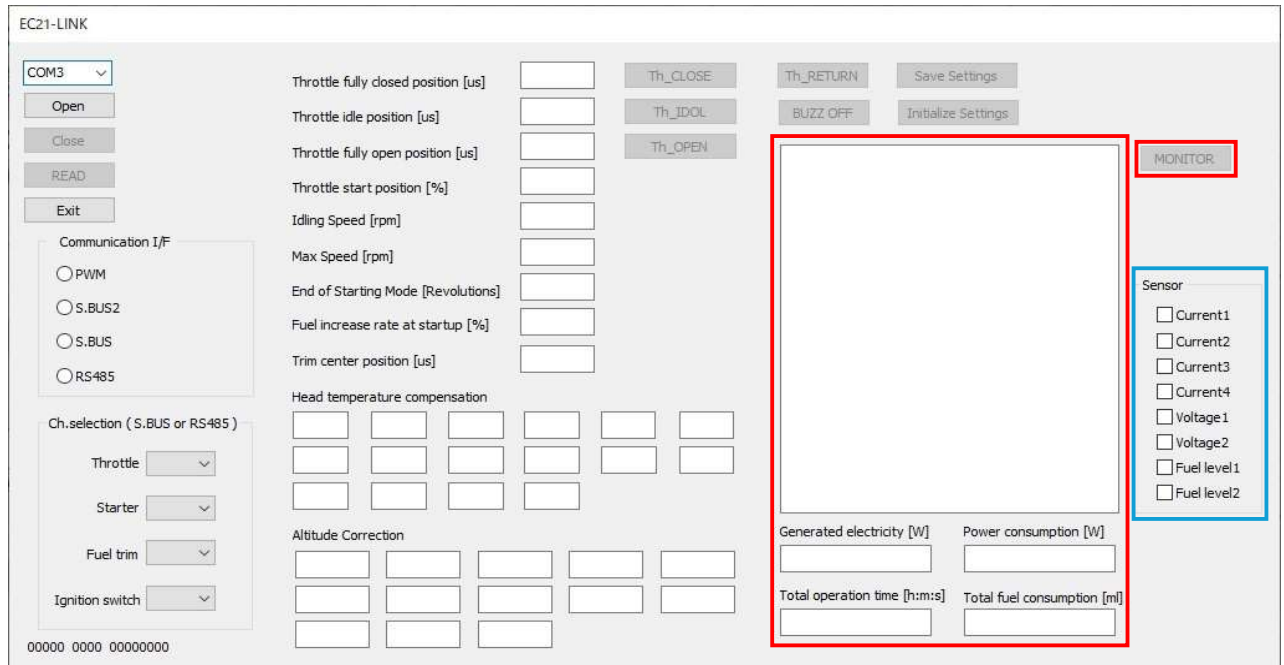 EC21-LINK
COM3
Open
Close
READ
Exit
Communication I/F
PWM
S.BUS2
S.BUS
RS485
Ch.selection ( S.BUS or RS485 )
Throttle
Starter
Fuel trim
Ignition switch
00000 0000 00000000
Throttle fully closed position [us]
Throttle idle position [us]
Throttle fully open position [us]
Throttle start position [%]
Idling Speed [rpm]
Max Speed [rpm]
End of Starting Mode [Revolutions]
Fuel increase rate at startup [%]
Trim center position [us]
Head temperature compensation
Altitude Correction
Th_CLOSE
Th_IDOL
Th_OPEN
Th_RETURN
Save Settings
BUZZ OFF
Initialize Settings
MONITOR
Generated electricity [W]
Power consumption [W]
Total operation time [h:m:s]
Total fuel consumption [ml]
Sensor
Current1
Current2
Current3
Current4
Voltage1
Voltage2
Fuel level1
Fuel level2